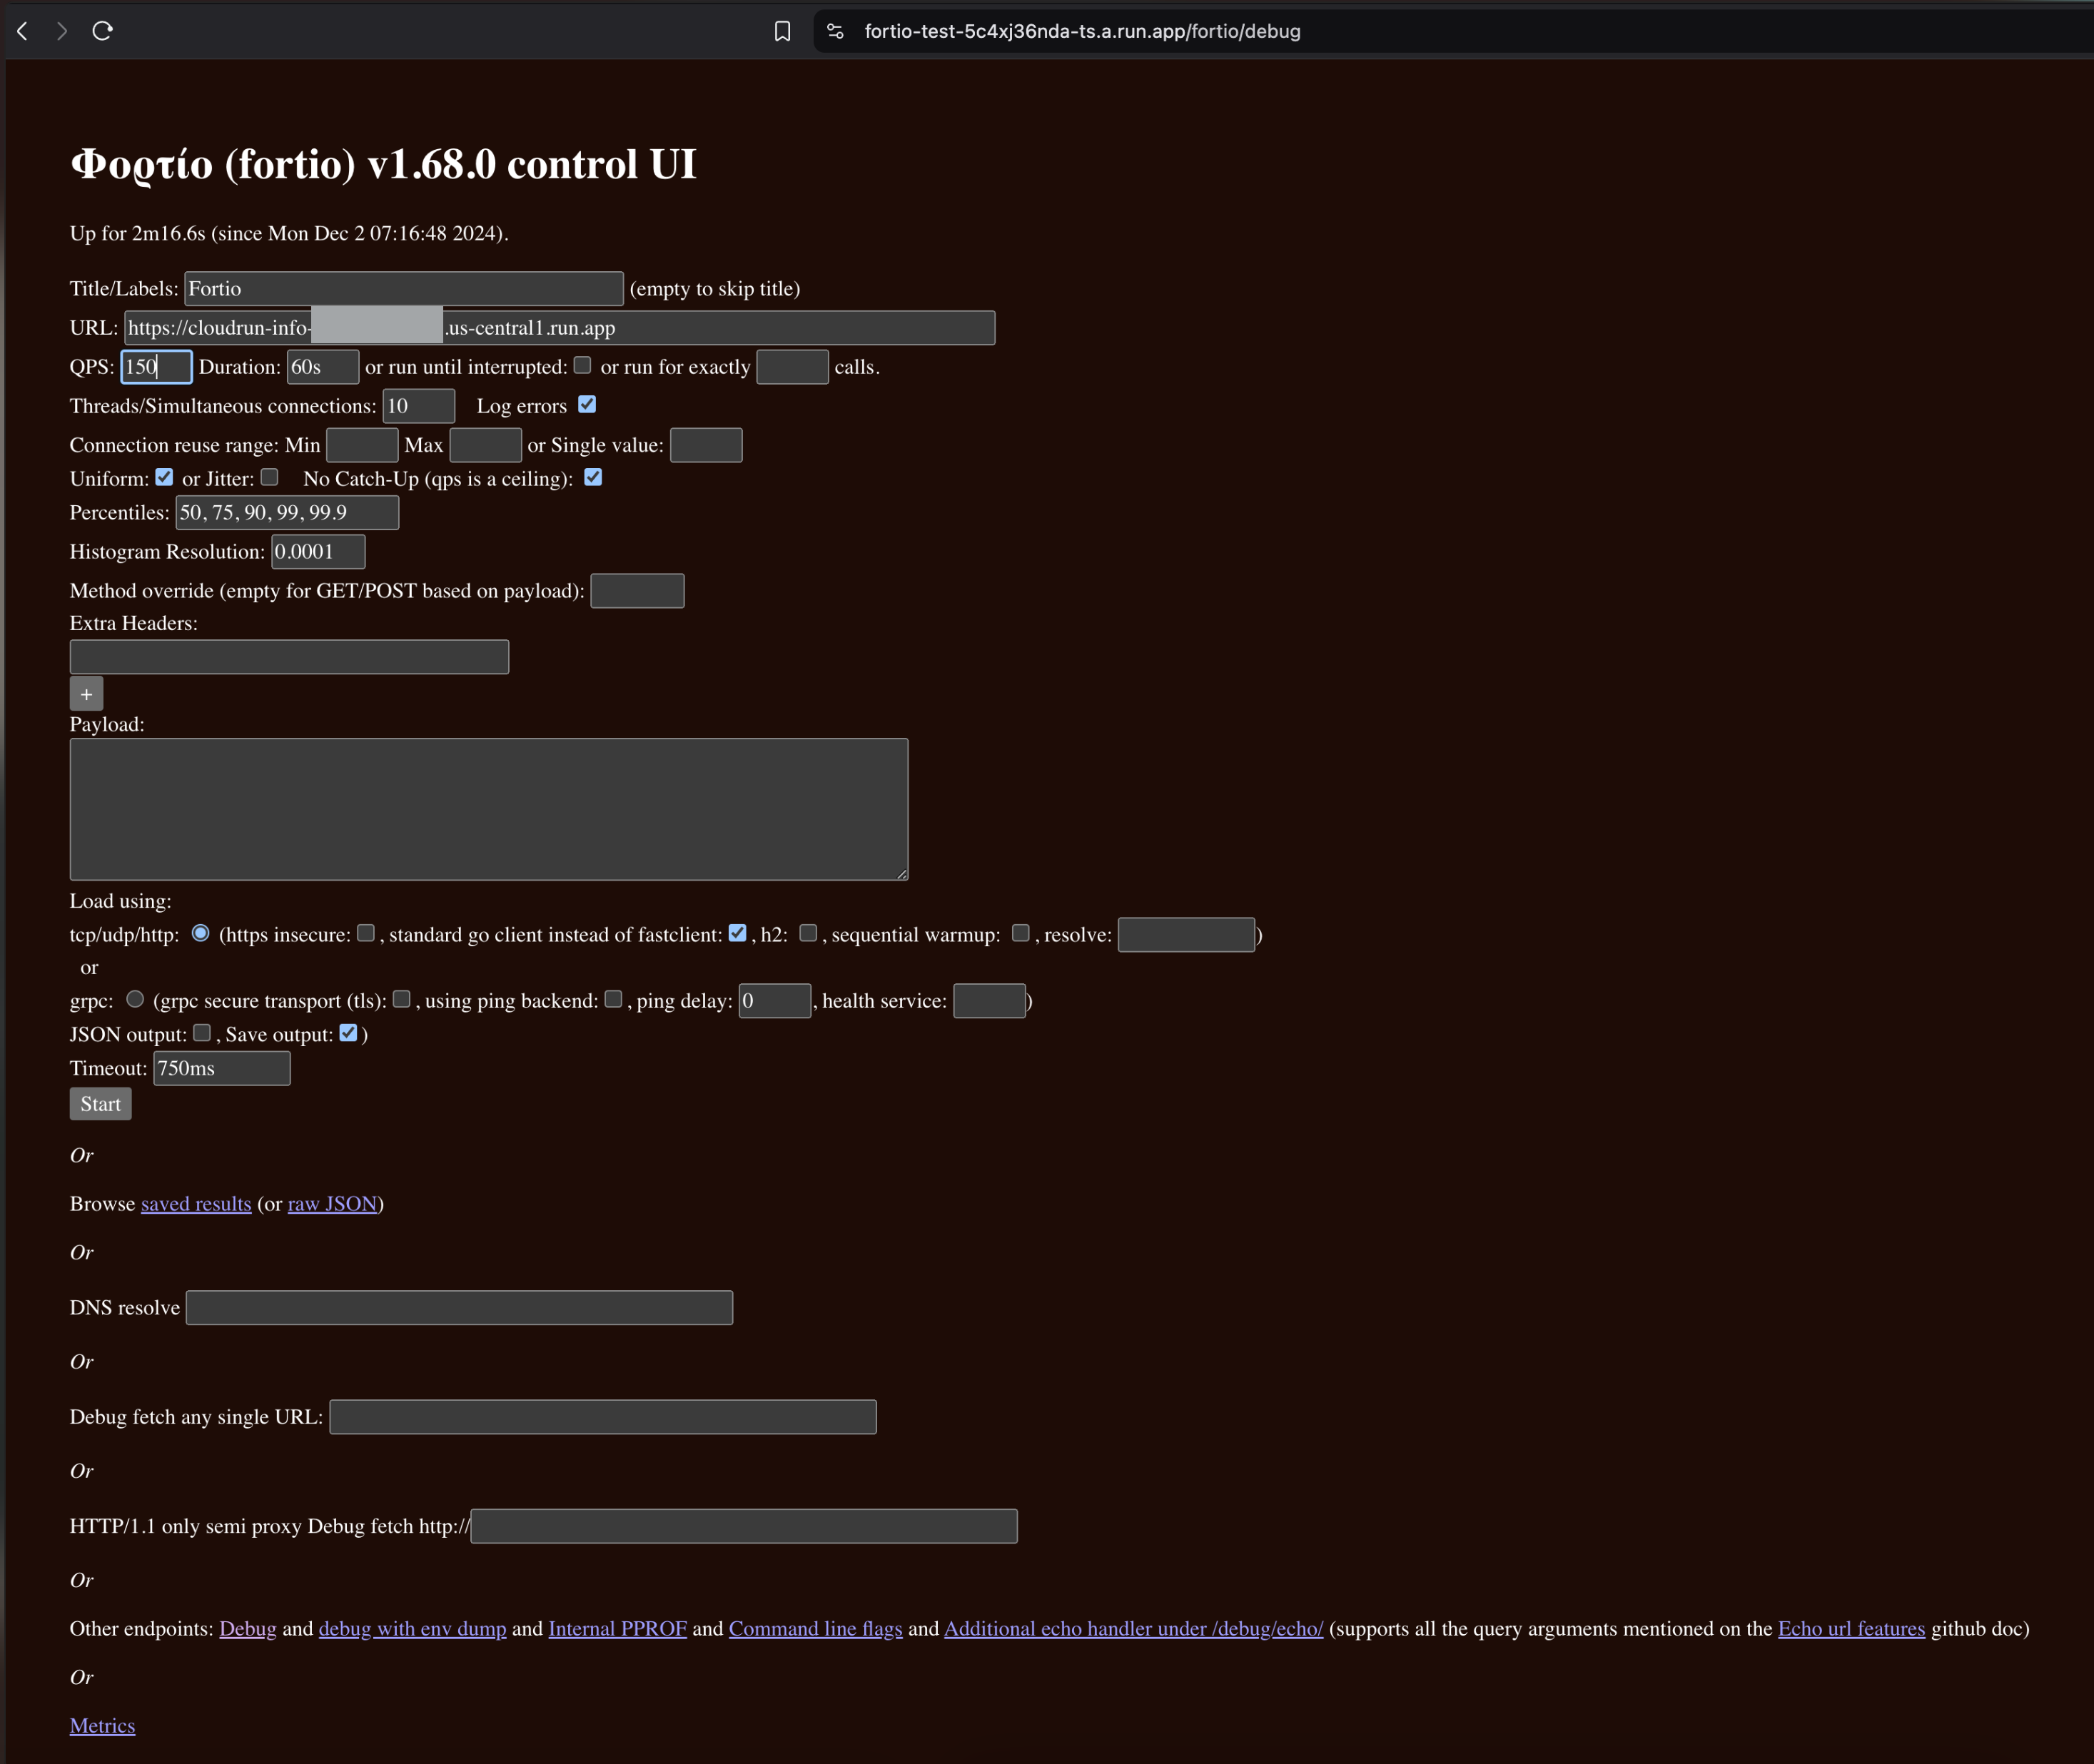 fortio-test-5c4xj36nda-ts.a.run.app/fortio/debug
Φορτίο (fortio) v1.68.0 control UI
Up for 2m16.6s (since Mon Dec 2 07:16:48 2024).
Title/Labels: Fortio (empty to skip title)
URL: https://cloudrun-info- .us-central1.run.app
QPS: 150 Duration: 60s or run until interrupted: or run for exactly calls.
Threads/Simultaneous connections: 10 Log errors
Connection reuse range: Min Max or Single value:
Uniform: or Jitter: No Catch-Up (qps is a ceiling):
Percentiles: 50, 75, 90, 99, 99.9
Histogram Resolution: 0.0001
Method override (empty for GET/POST based on payload):
Extra Headers:
+
Payload:
Load using:
tcp/udp/http: (https insecure: , standard go client instead of fastclient: , h2: , sequential warmup: , resolve: )
or
grpc: (grpc secure transport (tls): , using ping backend: , ping delay: 0 , health service: )
JSON output: , Save output: )
Timeout: 750ms
Start
Or
Browse saved results (or raw JSON)
Or
DNS resolve
Or
Debug fetch any single URL:
Or
HTTP/1.1 only semi proxy Debug fetch http://
Or
Other endpoints: Debug and debug with env dump and Internal PPROF and Command line flags and Additional echo handler under /debug/echo/ (supports all the query arguments mentioned on the Echo url features github doc)
Or
Metrics